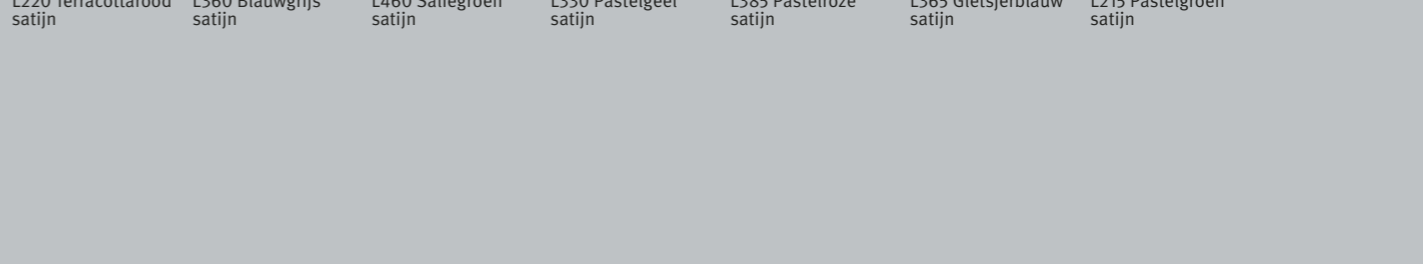 L220 Terracottarood L360 Blauwgrijs L460 Saliegroen L330 Pastelgeel L385 Pastelroze L365 Gletsjerblauw L215 Pastelgroen
satijn satijn satijn satijn satijn satijn satijn